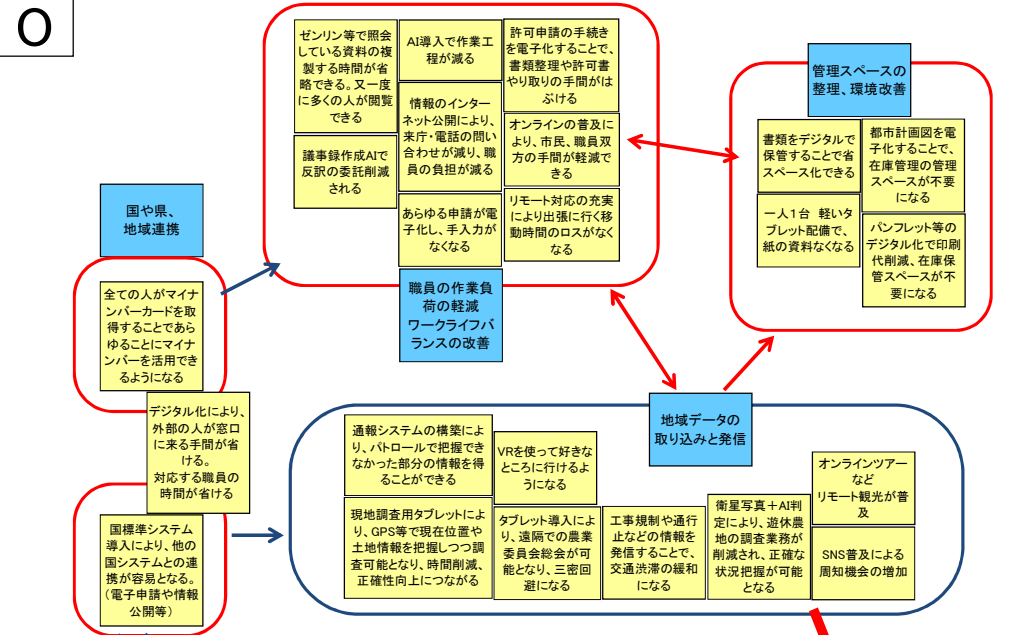 O
ゼンリン等で照会
している資料の複
製する時間が省
略できる。又一度
に多くの人が閲覧
できる
AI導入で作業工
程が減る
許可申請の手続き
を電子化することで、
書類整理や許可書
やり取りの手間がは
ぶける
議事録作成AIで
反訳の委託削減
される
情報のインター
ネット公開により、
来庁・電話の問い
合わせが減り、職
員の負担が減る
オンラインの普及に
より、市民、職員双
方の手間が軽減で
きる
あらゆる申請が電
子化し、手入力が
なくなる
リモート対応の充実
により出張に行く移
動時間のロスがなく
なる
職員の作業負
荷の軽減
ワークライフバ
ランスの改善
管理スペースの
整理、環境改善
書類をデジタルで
保管することで省
スペース化できる
都市計画図を電
子化することで、
在庫管理の管理
スペースが不要
になる
一人1台　軽いタ
ブレット配備で、
紙の資料なくなる
パンフレット等の
デジタル化で印刷
代削減、在庫保
管スペースが不
要になる
国や県、
地域連携
全ての人がマイナ
ンバーカードを取
得することであら
ゆることにマイナ
ンバーを活用でき
るようになる
デジタル化により、
外部の人が窓口
に来る手間が省
ける。
対応する職員の
時間が省ける
国標準システム
導入により、他の
国システムとの連
携が容易となる。
（電子申請や情報
公開等）
地域データの
取り込みと発信
通報システムの構築によ
り、パトロールで把握でき
なかった部分の情報を得
ることができる
VRを使って好きな
ところに行けるよ
うになる
現地調査用タブレットによ
り、GPS等で現在位置や
土地情報を把握しつつ調
査可能となり、時間削減、
正確性向上につながる
タブレット導入によ
り、遠隔での農業
委員会総会が可
能となり、三密回
避になる
工事規制や通行
止などの情報を
発信することで、
交通渋滞の緩和
になる
衛星写真＋AI判
定により、遊休農
地の調査業務が
削減され、正確な
状況把握が可能
となる
オンラインツアー
など
リモート観光が普
及
SNS普及による
周知機会の増加